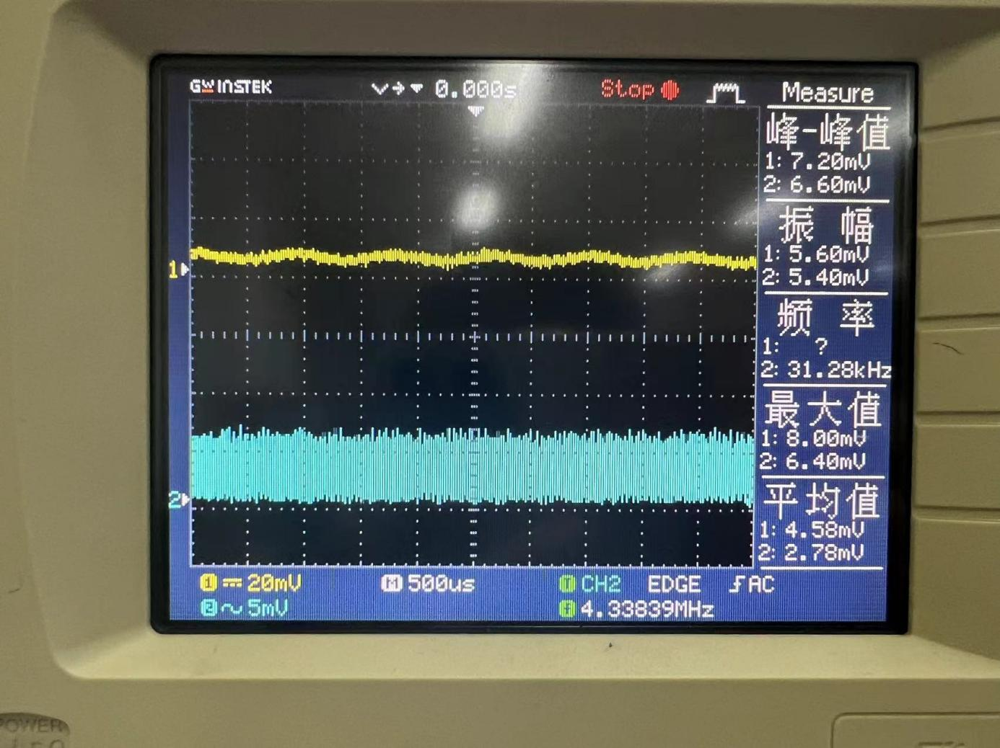 GW INSTEK 0.000s Stop Measure
峰-峰值
1: 7.20mV
2: 6.60mV
振 幅
1: 5.60mV
2: 5.40mV
频 率
1: ?
2: 31.28kHz
最大值
1: 8.00mV
2: 6.40mV
平均值
1: 4.58mV
2: 2.78mV
1
2
1 20mV M 500us T CH2 EDGE AC
2 5mV f 4.33839MHz
POWER